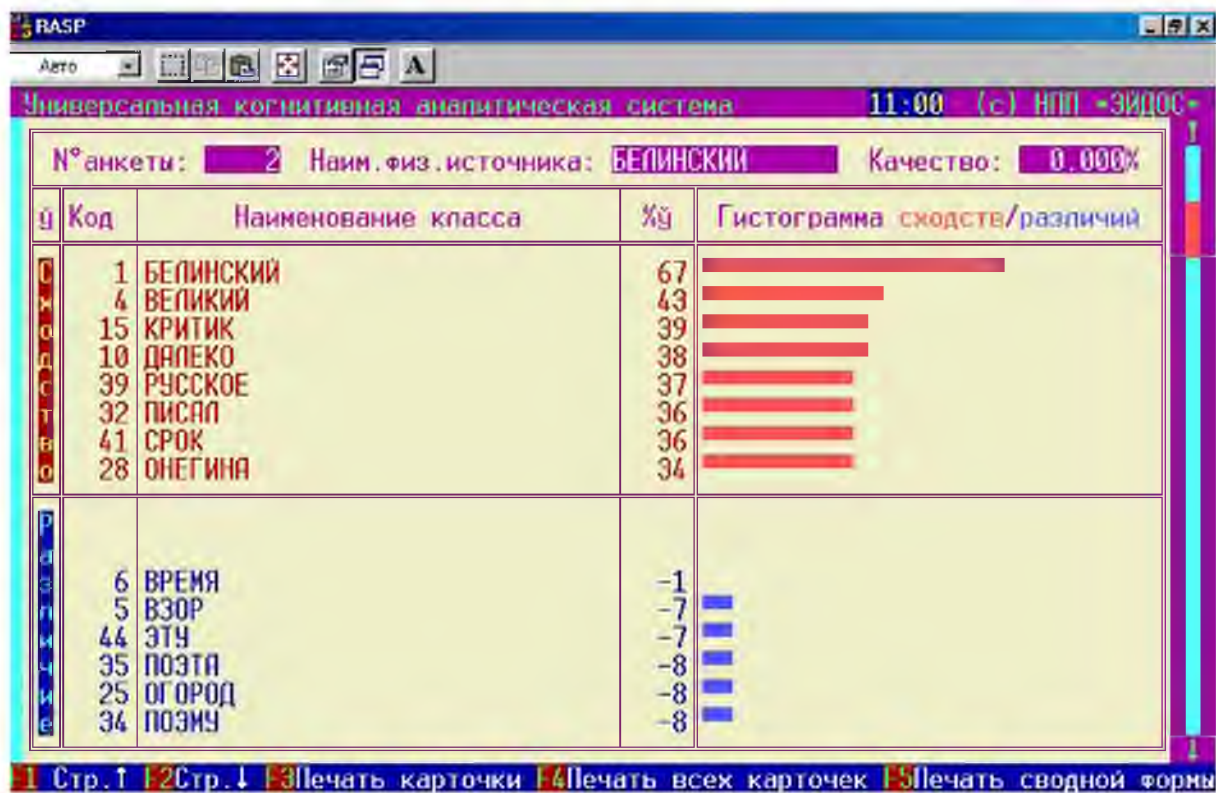 RASP
Авто
A
Универсальная когнитивная аналитическая система 11:00 (c) НПП «ЭЙДОС»
N°анкеты: 2 Наим.физ.источника: БЕЛИНСКИЙ Качество: 0.000%
ў Код Наименование класса %ў Гистограмма сходств/различий
Сходство
1 БЕЛИНСКИЙ 67
4 ВЕЛИКИЙ 43
15 КРИТИК 39
10 ДАЛЕКО 38
39 РУССКОЕ 37
32 ПИСАЛ 36
41 СРОК 36
28 ОНЕГИНА 34
Различие
6 ВРЕМЯ -1
5 ВЗОР -7
44 ЭТУ -7
35 ПОЭТА -8
25 ОГОРОД -8
34 ПОЭМУ -8
F1 Стр.↑ F2Стр.↓ F3Печать карточки F4Печать всех карточек F5Печать сводной формы